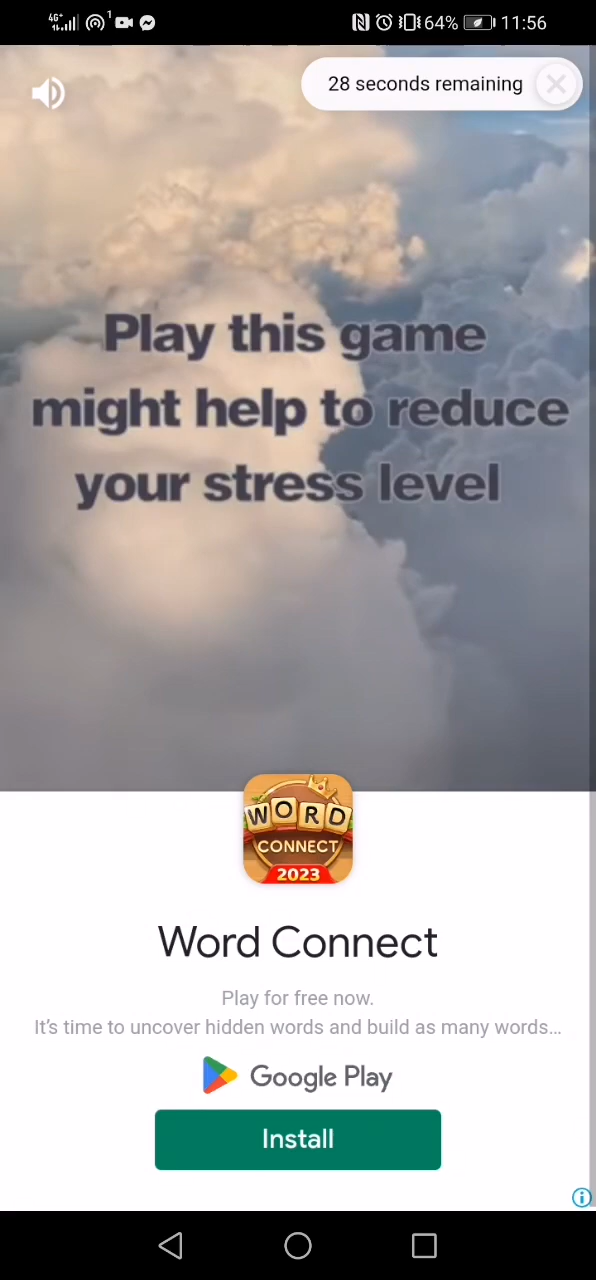 4G+ 1 64% 11:56
28 seconds remaining
Play this game
might help to reduce
your stress level
WORD
CONNECT
2023
Word Connect
Play for free now.
It's time to uncover hidden words and build as many words...
Google Play
Install